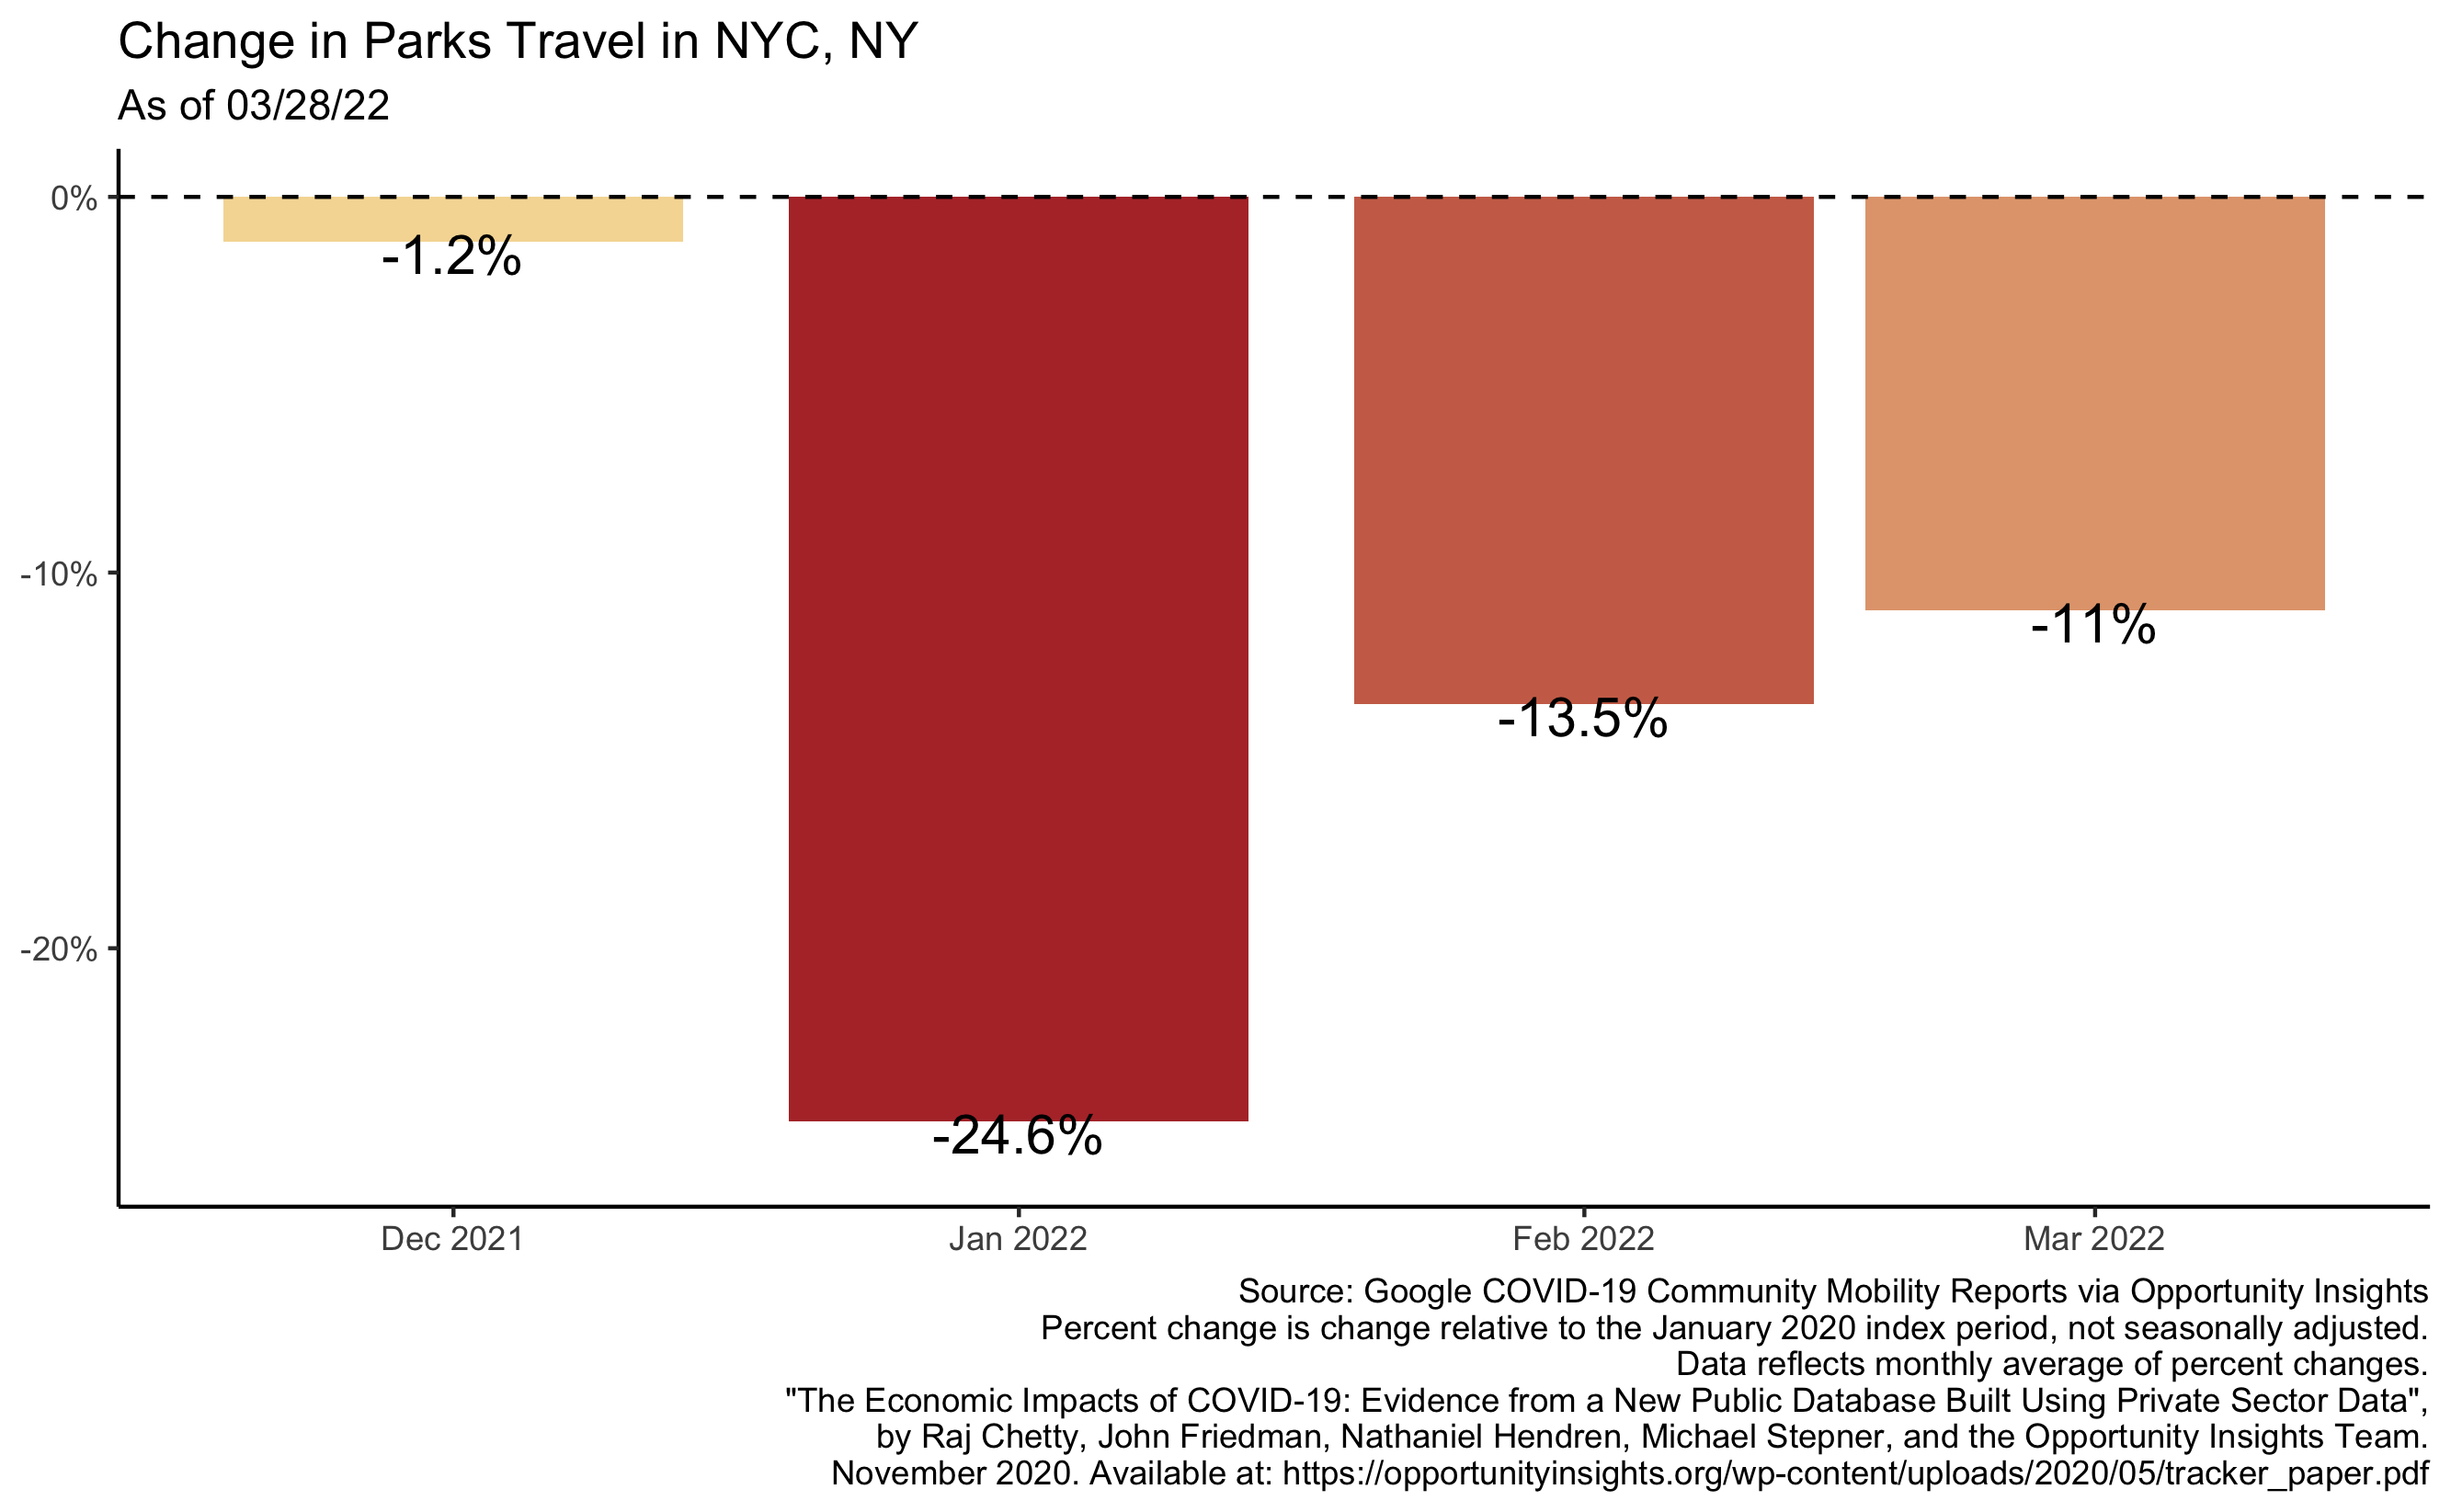 Change in Parks Travel in NYC, NY
As of 03/28/22
0%
-10%
-20%
-1.2%
-24.6%
-13.5%
-11%
Dec 2021
Jan 2022
Feb 2022
Mar 2022
Source: Google COVID-19 Community Mobility Reports via Opportunity Insights
Percent change is change relative to the January 2020 index period, not seasonally adjusted.
Data reflects monthly average of percent changes.
"The Economic Impacts of COVID-19: Evidence from a New Public Database Built Using Private Sector Data",
by Raj Chetty, John Friedman, Nathaniel Hendren, Michael Stepner, and the Opportunity Insights Team.
November 2020. Available at: https://opportunityinsights.org/wp-content/uploads/2020/05/tracker_paper.pdf